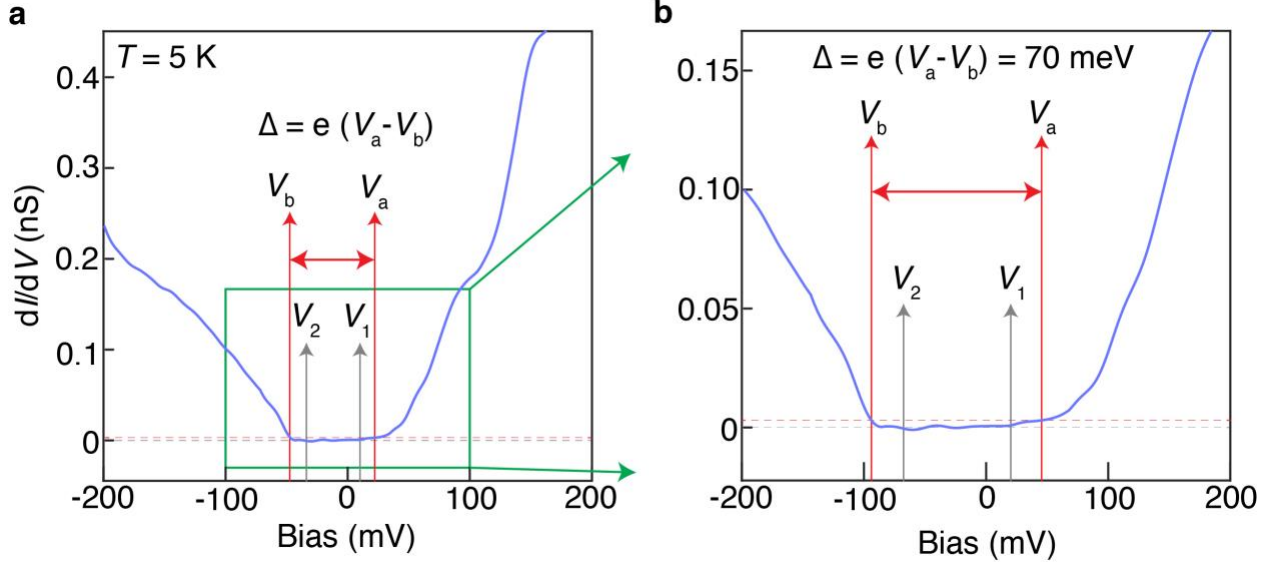 a
T = 5 K
Δ = e (Va-Vb)
Vb
Va
V2
V1
dI/dV (nS)
0.4
0.3
0.2
0.1
0
-200
-100
0
100
200
Bias (mV)
b
Δ = e (Va-Vb) = 70 meV
Vb
Va
V2
V1
0.15
0.10
0.05
0
-200
-100
0
100
200
Bias (mV)